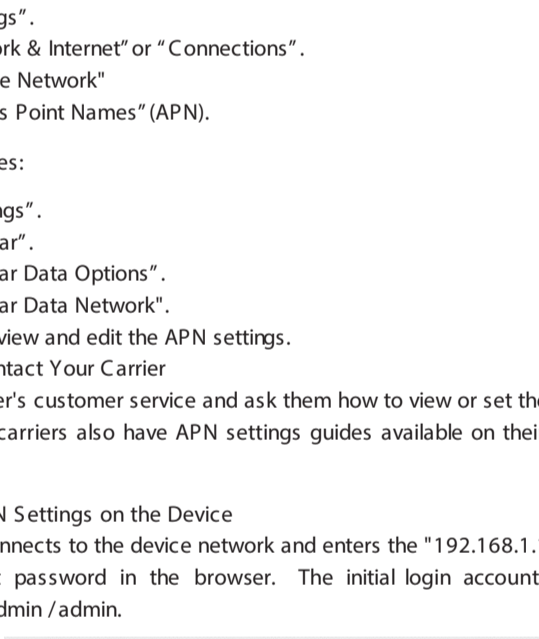 gs”.
ork & Internet” or “Connections”.
e Network"
s Point Names” (APN).
es:
ngs”.
ar”.
ar Data Options”.
ar Data Network".
view and edit the APN settings.
ntact Your Carrier
er's customer service and ask them how to view or set the
carriers also have APN settings guides available on thei
N Settings on the Device
nnects to the device network and enters the "192.168.1.
password in the browser. The initial login account
dmin /admin.